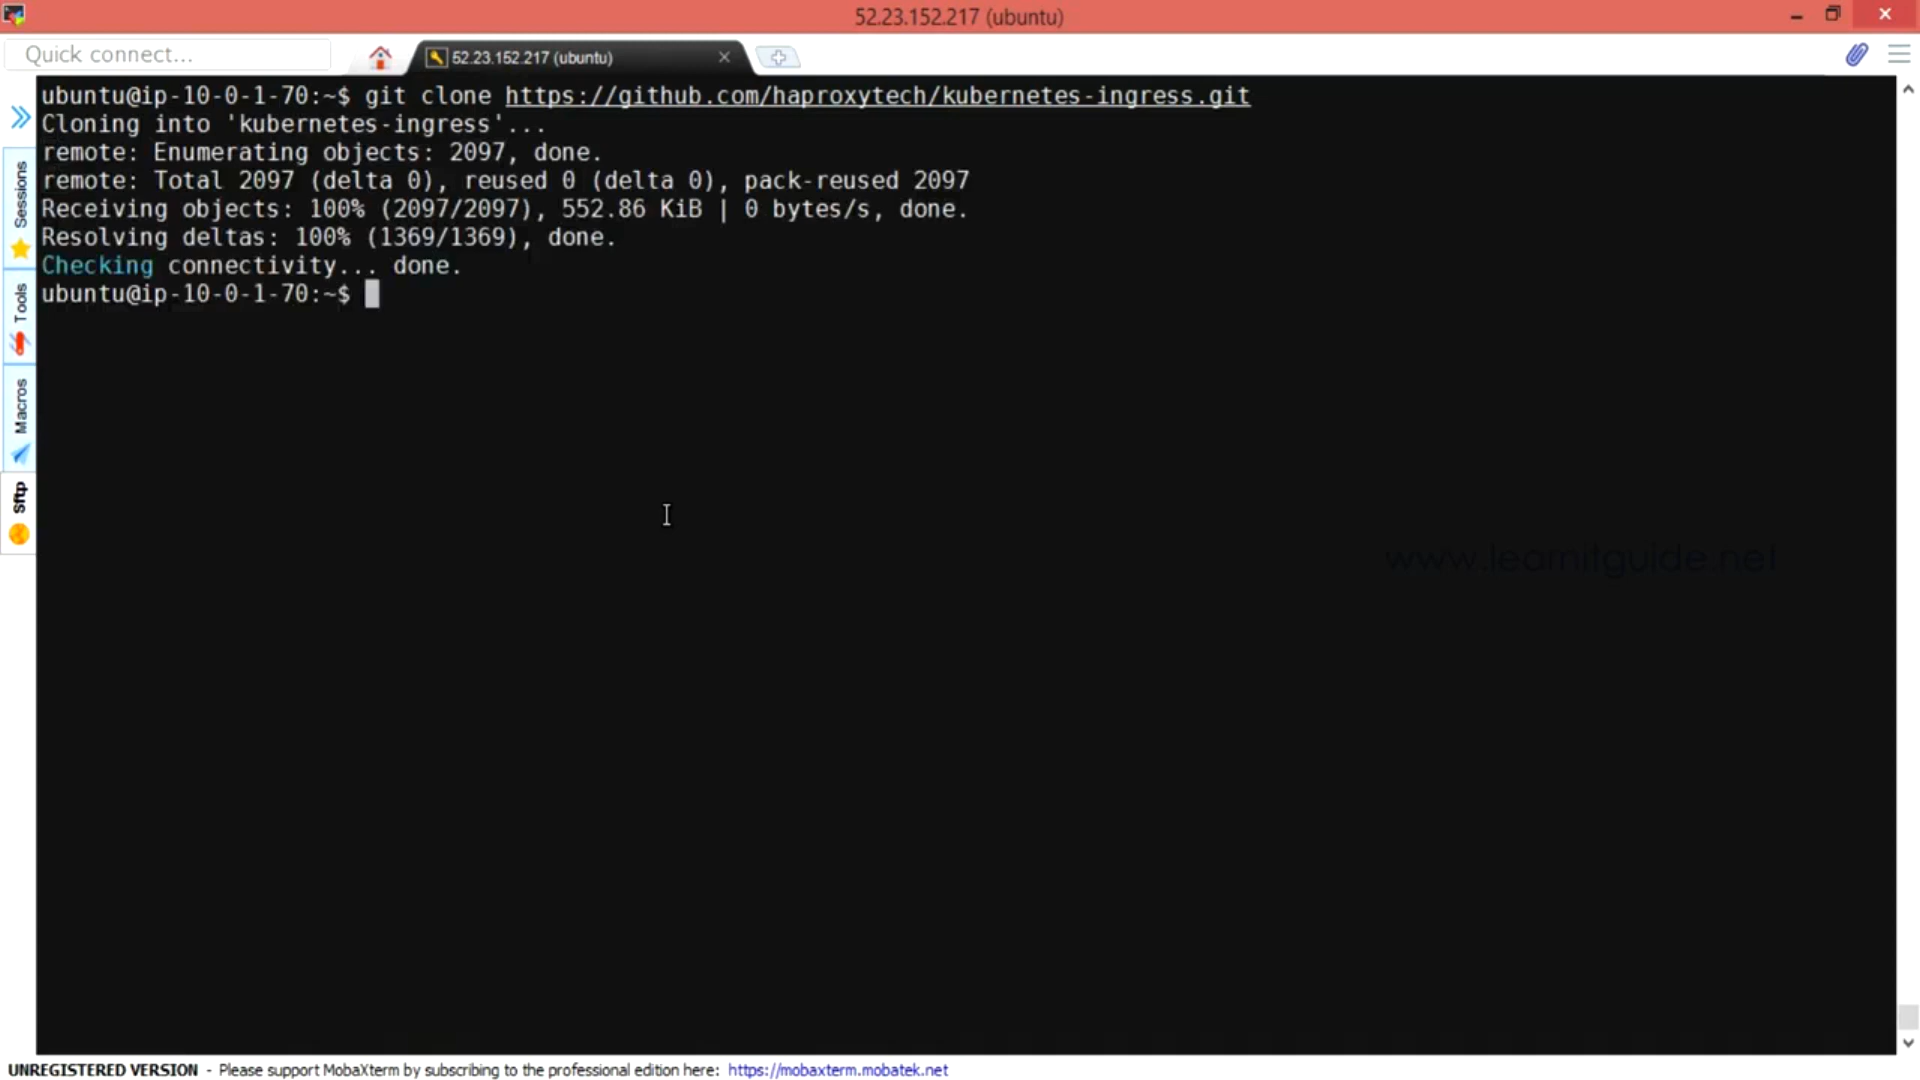 52.23.152.217 (ubuntu)
Quick connect...
52.23.152.217 (ubuntu)
ubuntu@ip-10-0-1-70:~$ git clone https://github.com/haproxytech/kubernetes-ingress.git
Cloning into 'kubernetes-ingress'...
remote: Enumerating objects: 2097, done.
remote: Total 2097 (delta 0), reused 0 (delta 0), pack-reused 2097
Receiving objects: 100% (2097/2097), 552.86 KiB | 0 bytes/s, done.
Resolving deltas: 100% (1369/1369), done.
Checking connectivity... done.
ubuntu@ip-10-0-1-70:~$
Sessions
Tools
Macros
Sftp
www.learnitguide.net
UNREGISTERED VERSION - Please support MobaXterm by subscribing to the professional edition here: https://mobaxterm.mobatek.net